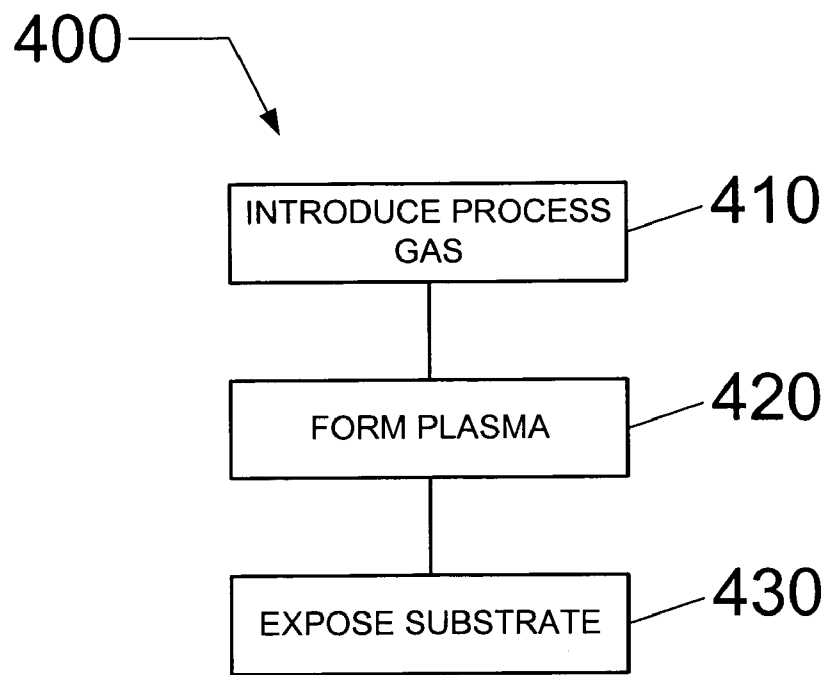 400
INTRODUCE PROCESS
GAS
410
FORM PLASMA
420
EXPOSE SUBSTRATE
430